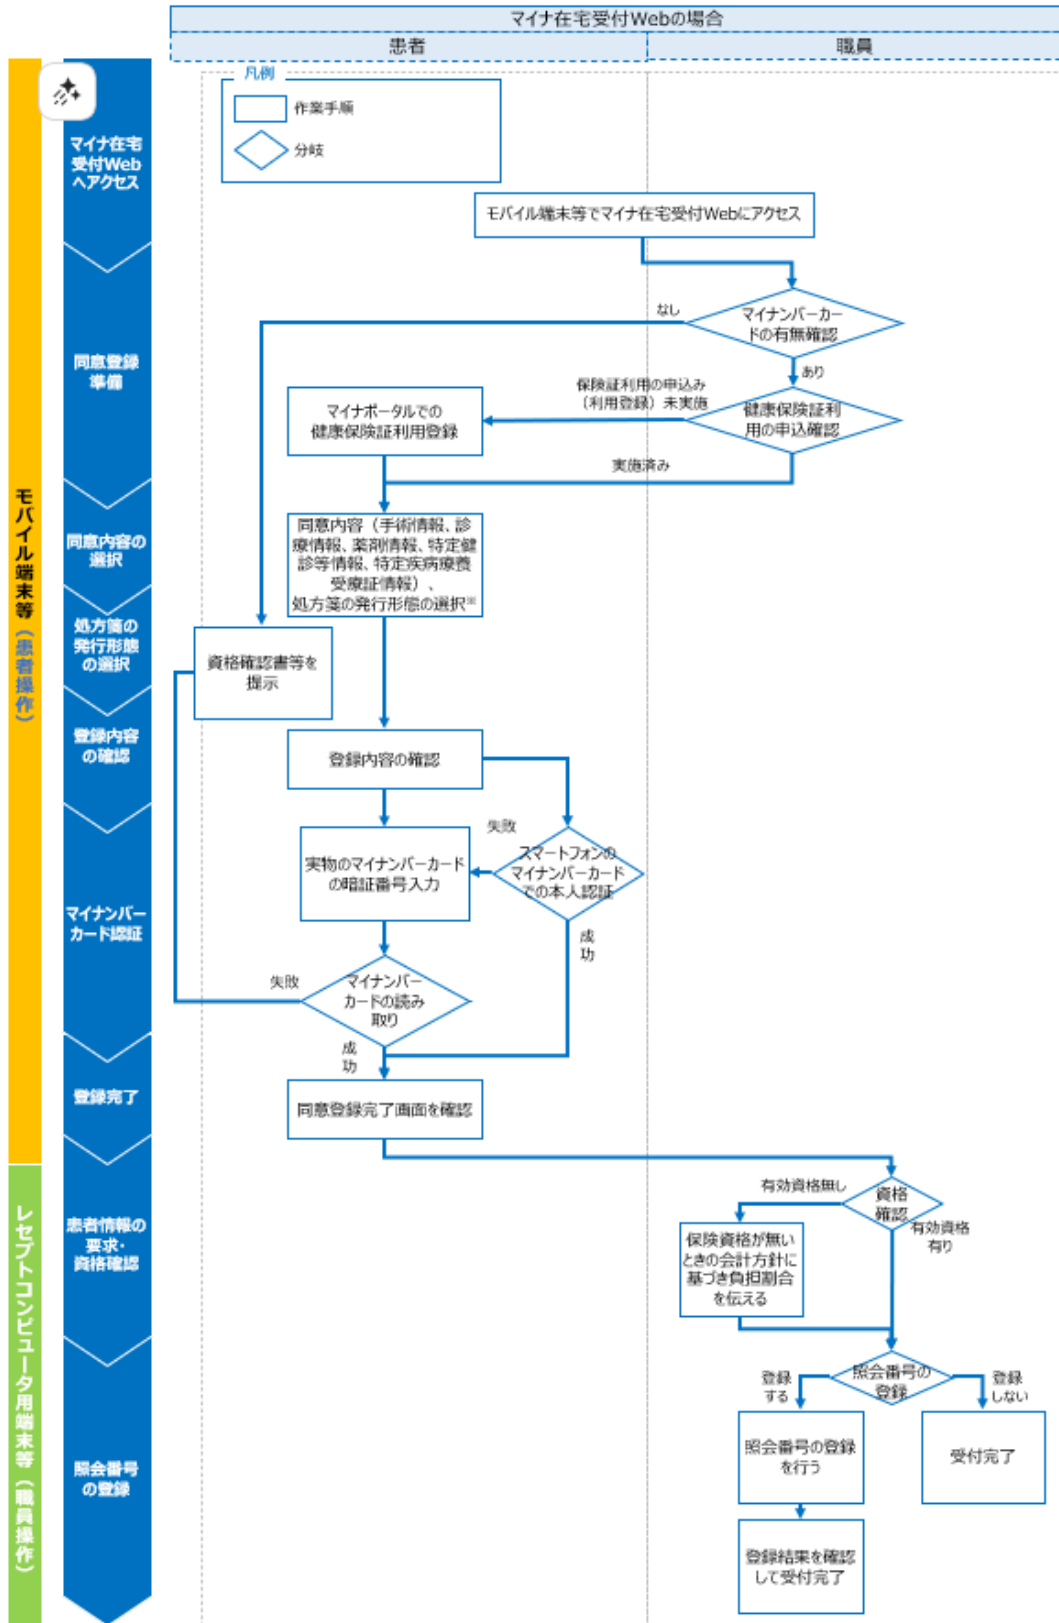 マイナ在宅受付Webの場合
患者
職員
凡例
作業手順
分岐
モバイル端末等（患者操作）
レセプトコンピュータ用端末等（職員操作）
マイナ在宅
受付Web
へアクセス
モバイル端末等でマイナ在宅受付Webにアクセス
同意登録
準備
なし
マイナンバーカー
ドの有無確認
あり
保険証利用の申込み
（利用登録）未実施
健康保険証利
用の申込確認
マイナポータルでの
健康保険証利用登録
実施済み
同意内容の
選択
同意内容（手術情報、診
療情報、薬剤情報、特定健
診等情報、特定疾病療養
受療証情報）、
処方箋の発行形態の選択※
処方箋の
発行形態
の選択
資格確認書等を
提示
登録内容
の確認
登録内容の確認
マイナンバー
カード認証
失敗
スマートフォンの
マイナンバーカード
での本人認証
実物のマイナンバーカード
の暗証番号入力
成
功
失敗
マイナンバー
カードの読み
取り
成
功
登録完了
同意登録完了画面を確認
患者情報の
要求・
資格確認
有効資格無し
資格
確認
有効資格
有り
保険資格が無い
ときの会計方針に
基づき負担割合
を伝える
照会番号
の登録
照会番号の
登録
登録
する
登録
しない
照会番号の登録
を行う
受付完了
登録結果を確認
して受付完了